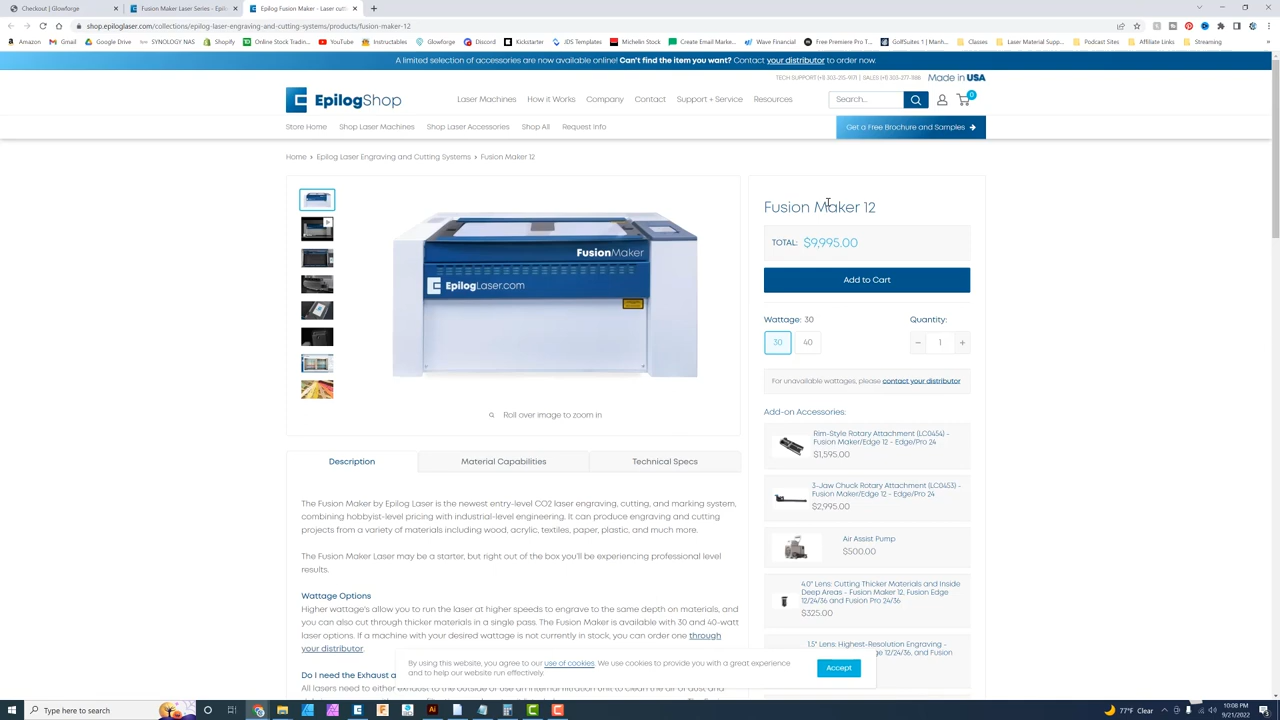 Checkout | Glowforge
Fusion Maker Laser Series - Epil
Epilog Fusion Maker - Laser cutt
shop.epiloglaser.com/collections/epilog-laser-engraving-and-cutting-systems/products/fusion-maker-12
Amazon Gmail Google Drive SYNOLOGY NAS Shopify Online Stock Tradin... YouTube Instructables Glowforge Discord Kickstarter JDS Templates Michelin Stock Create Email Marke... Wave Financial Free Premiere Pro T... GolfSuites 1 | Manh... Classes Laser Material Supp... Podcast Sites Affiliate Links Streaming
A limited selection of accessories are now available online! Can't find the item you want? Contact your distributor to order now.
TECH SUPPORT | SALES
Made in USA
EpilogShop
Laser Machines How it Works Company Contact Support + Service Resources
Search...
0
Store Home Shop Laser Machines Shop Laser Accessories Shop All Request Info
Get a Free Brochure and Samples
Home › Epilog Laser Engraving and Cutting Systems › Fusion Maker 12
FusionMaker
EpilogLaser.com
Roll over image to zoom in
Fusion Maker 12
TOTAL: $9,995.00
Add to Cart
Wattage: 30
Quantity:
30 40
− 1 +
For unavailable wattages, please contact your distributor
Add-on Accessories:
Rim-Style Rotary Attachment (LC0454) -
Fusion Maker/Edge 12 - Edge/Pro 24
$1,595.00
3-Jaw Chuck Rotary Attachment (LC0453) -
Fusion Maker/Edge 12 - Edge/Pro 24
$2,995.00
Air Assist Pump
$500.00
4.0" Lens: Cutting Thicker Materials and Inside
Deep Areas - Fusion Maker 12, Fusion Edge
12/24/36 and Fusion Pro 24/36
$325.00
1.5" Lens: Highest-Resolution Engraving -
ge 12/24/36, and Fusion
Description Material Capabilities Technical Specs
The Fusion Maker by Epilog Laser is the newest entry-level CO2 laser engraving, cutting, and marking system,
combining hobbyist-level pricing with industrial-level engineering. It can produce engraving and cutting
projects from a variety of materials including wood, acrylic, textiles, paper, plastic, and much more.
The Fusion Maker Laser may be a starter, but right out of the box you'll be experiencing professional level
results.
Wattage Options
Higher wattage's allow you to run the laser at higher speeds to engrave to the same depth on materials, and
you can also cut through thicker materials in a single pass. The Fusion Maker is available with 30 and 40-watt
laser options. If a machine with your desired wattage is not currently in stock, you can order one through
your distributor.
Do I need the Exhaust a
All lasers need to either exhaust to the outside or use an internal filtration unit to clean the air of dust and
By using this website, you agree to our use of cookies. We use cookies to provide you with a great experience
and to help our website run effectively.
Accept
Type here to search
77°F Clear
10:08 PM
9/21/2022